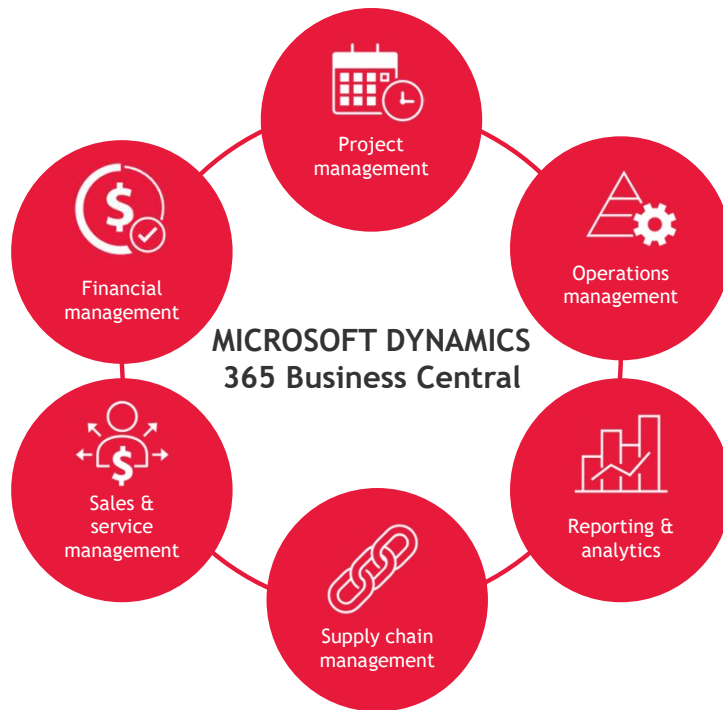 Project
management
Financial
management
Operations
management
MICROSOFT DYNAMICS
365 Business Central
Sales &
service
management
Reporting &
analytics
Supply chain
management